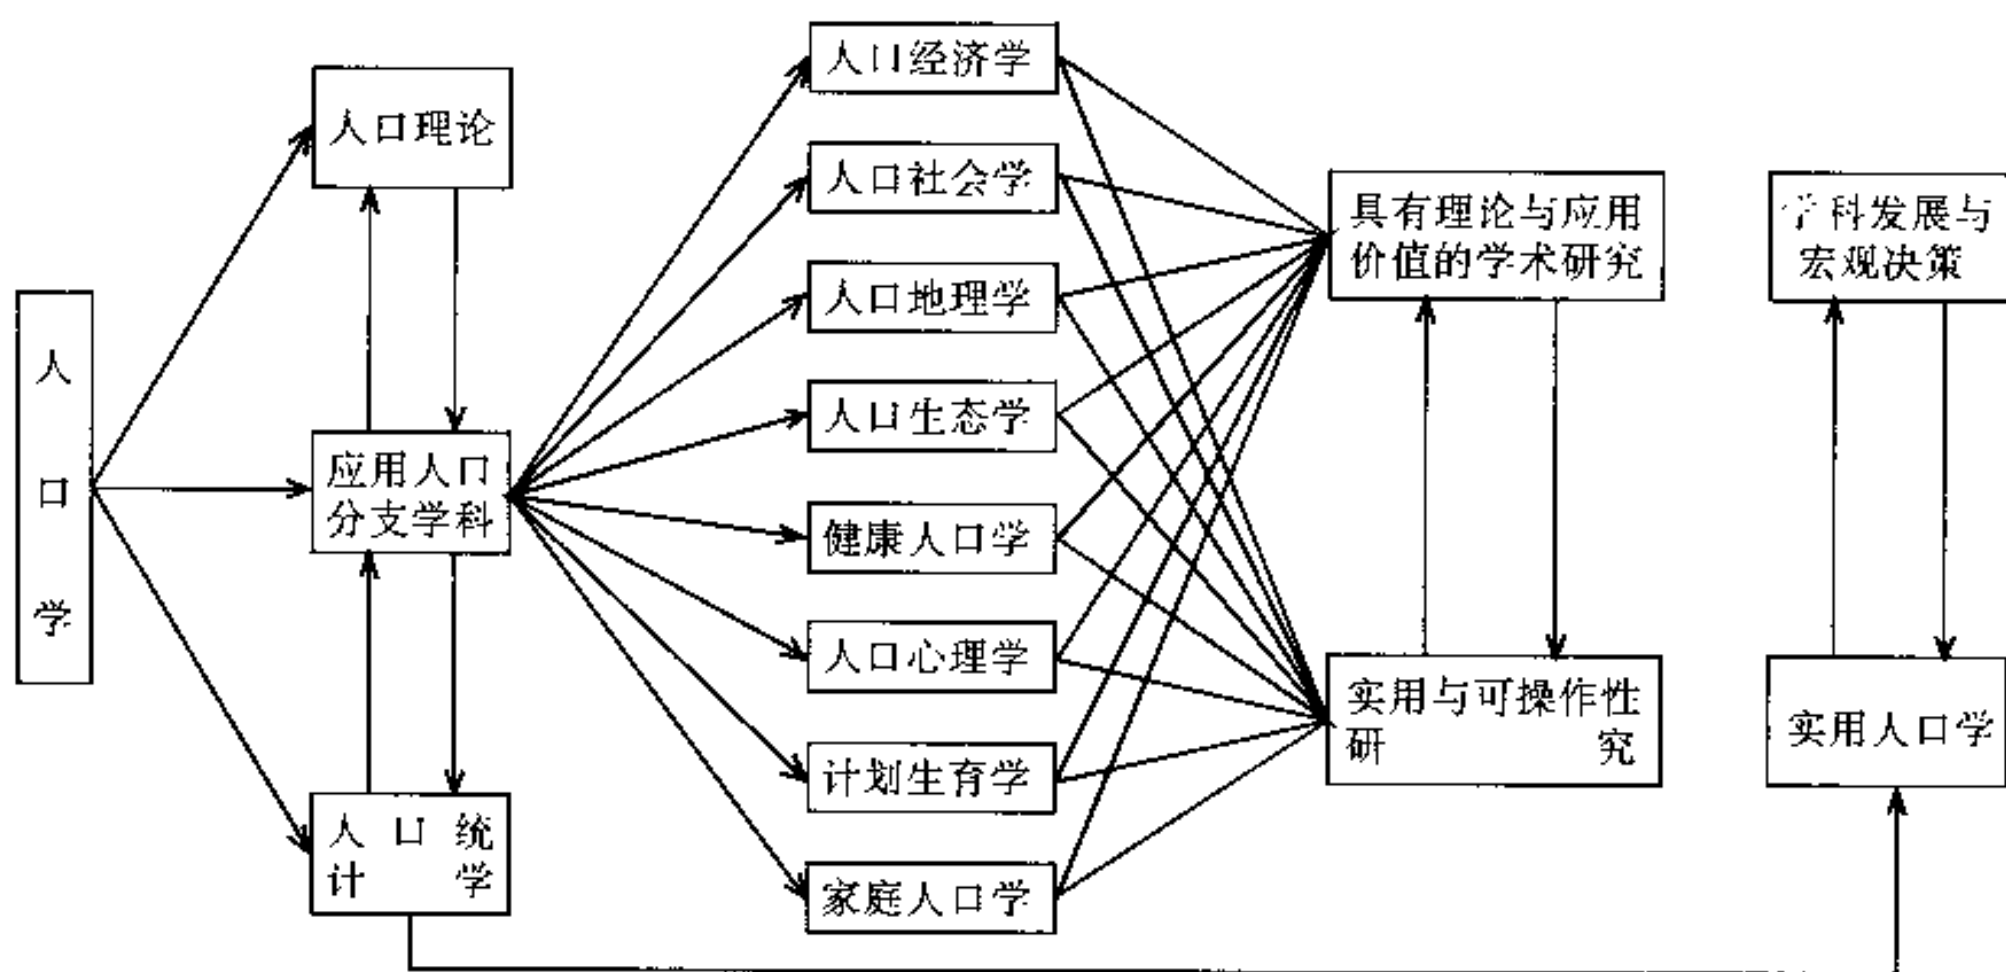 人口学
人口理论
应用人口
分支学科
人口统
计学
人口经济学
人口社会学
人口地理学
人口生态学
健康人口学
人口心理学
计划生育学
家庭人口学
具有理论与应用
价值的学术研究
实用与可操作性
研究
学科发展与
宏观决策
实用人口学